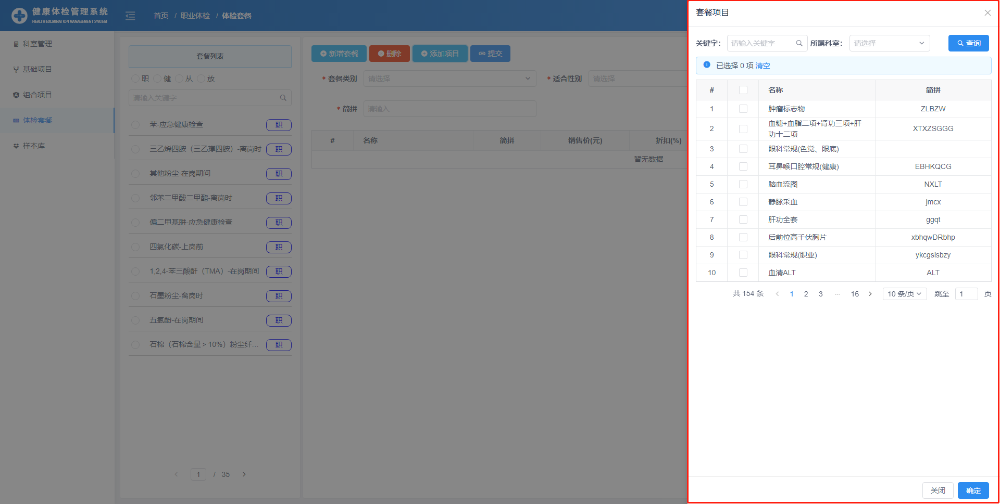 健康体检管理系统
HEALTH EXCMINATION MANAGEMENT SYATEM
首页 / 职业体检 / 体检套餐
科室管理
基础项目
组合项目
体检套餐
样本库
套餐列表
职 健 从 放
请输入关键字
苯-应急健康检查 职
三乙烯四胺（三乙撑四胺）-离岗时 职
其他粉尘-在岗期间 职
邻苯二甲酸二甲酯-离岗时 职
偏二甲基肼-应急健康检查 职
四氯化碳-上岗前 职
1,2,4-苯三酸酐（TMA）-在岗期间 职
石墨粉尘-离岗时 职
五氯酚-在岗期间 职
石棉（石棉含量＞10%）粉尘纤... 职
1 / 35
新增套餐 删除 添加项目 提交
* 套餐类别 请选择 * 适合性别 请选择
* 简拼 请输入
# 名称 简拼 销售价(元) 折扣(%)
暂无数据
套餐项目
关键字： 请输入关键字 所属科室： 请选择 查询
已选择 0 项 清空
# 名称 简拼
1 肿瘤标志物 ZLBZW
2 血糖+血脂二项+肾功三项+肝功十二项 XTXZSGGG
3 眼科常规(色觉、眼底)
4 耳鼻喉口腔常规(健康) EBHKQCG
5 脑血流图 NXLT
6 静脉采血 jmcx
7 肝功全套 ggqt
8 后前位高千伏胸片 xbhqwDRbhp
9 眼科常规(职业) ykcgslsbzy
10 血清ALT ALT
共 154 条 1 2 3 ··· 16 10 条/页 跳至 1 页
关闭 确定